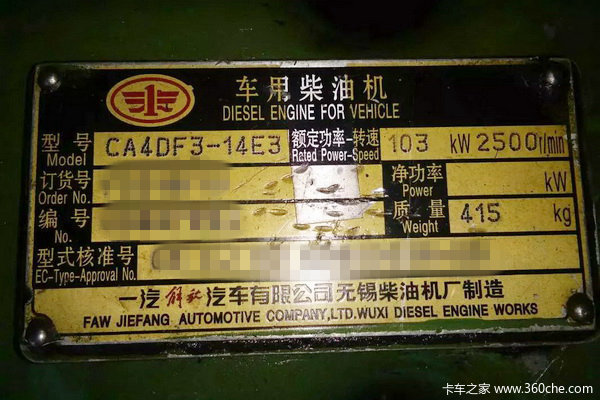 车用柴油机
DIESEL ENGINE FOR VEHICLE
型号 CA4DF3-14E3 额定功率-转速 103 kW 2500r/min
Model Rated Power-Speed
订货号 净功率 kW
Order No. Power
编号 质量 415 kg
No. Weight
型式核准号
EC-Type-Approval No.
一汽解放汽车有限公司无锡柴油机厂制造
FAW JIEFANG AUTOMOTIVE COMPANY,LTD.WUXI DIESEL ENGINE WORKS
卡车之家 www.360che.com